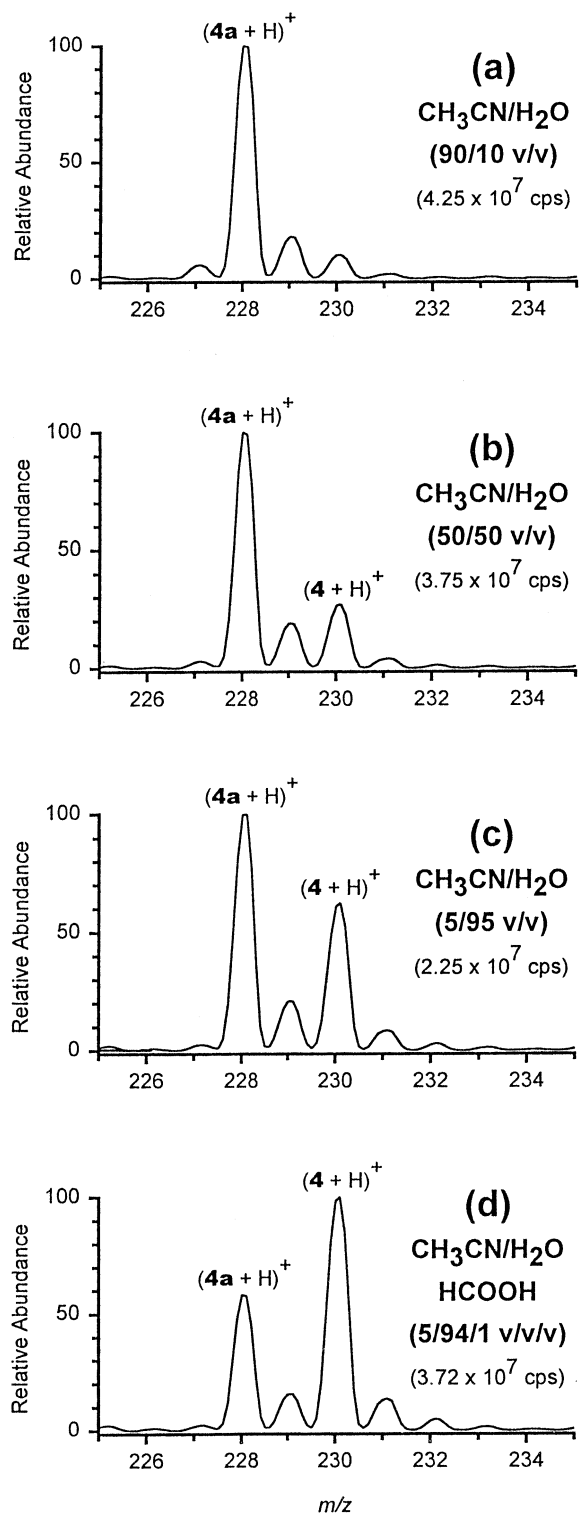 (4a + H)+
100
(a)
CH3CN/H2O
(90/10 v/v)
(4.25 x 10^7 cps)
50
Relative Abundance
0
226 228 230 232 234
(4a + H)+
100
(b)
CH3CN/H2O
(50/50 v/v)
(3.75 x 10^7 cps)
50
(4 + H)+
Relative Abundance
0
226 228 230 232 234
(4a + H)+
100
(c)
CH3CN/H2O
(5/95 v/v)
(2.25 x 10^7 cps)
(4 + H)+
50
Relative Abundance
0
226 228 230 232 234
(4 + H)+
100
(d)
CH3CN/H2O
HCOOH
(5/94/1 v/v/v)
(3.72 x 10^7 cps)
(4a + H)+
50
Relative Abundance
0
226 228 230 232 234
m/z